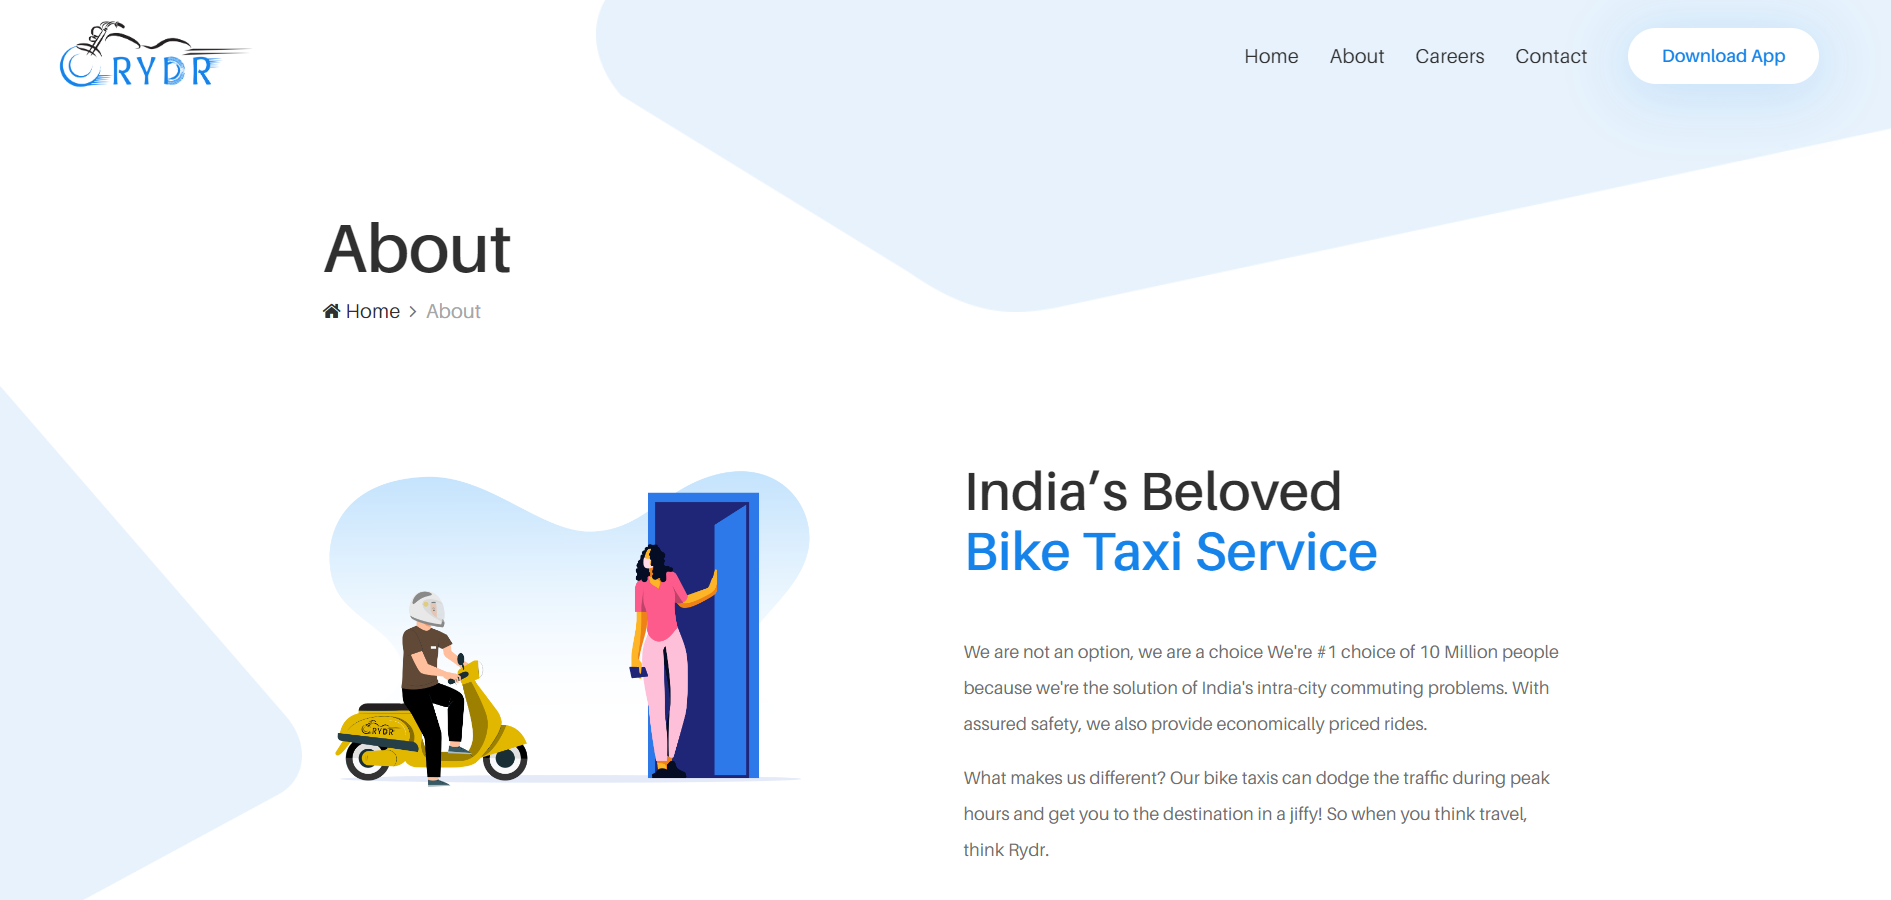 RYDR
Home About Careers Contact Download App
About
Home > About
India’s Beloved
Bike Taxi Service
We are not an option, we are a choice We're #1 choice of 10 Million people
because we're the solution of India's intra-city commuting problems. With
assured safety, we also provide economically priced rides.
What makes us different? Our bike taxis can dodge the traffic during peak
hours and get you to the destination in a jiffy! So when you think travel,
think Rydr.
RYDR